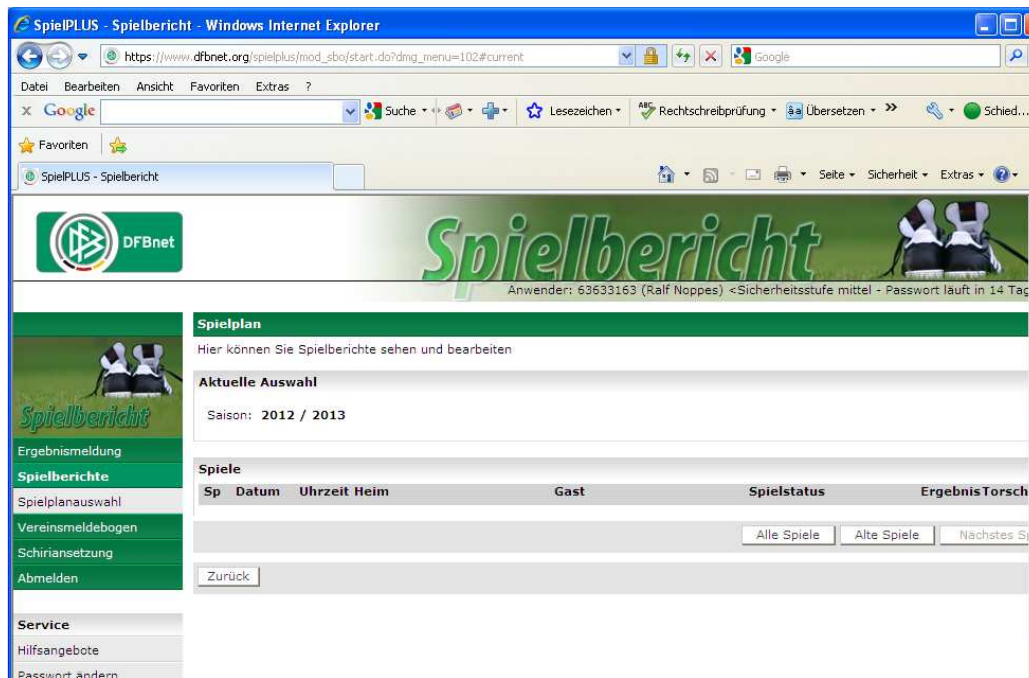 SpielPLUS - Spielbericht - Windows Internet Explorer
https://www.dfbnet.org/spielplus/mod_sbo/start.do?dmg_menu=102#current
Google
Datei Bearbeiten Ansicht Favoriten Extras ?
x Google Suche Lesezeichen Rechtschreibprüfung Übersetzen >> Schied...
Favoriten
SpielPLUS - Spielbericht Seite Sicherheit Extras
DFBnet
Spielbericht
Anwender: 63633163 (Ralf Noppes) <Sicherheitsstufe mittel - Passwort läuft in 14 Tag
Spielplan
Hier können Sie Spielberichte sehen und bearbeiten
Aktuelle Auswahl
Saison: 2012 / 2013
Spielbericht
Ergebnismeldung
Spielberichte
Spielplanauswahl
Vereinsmeldebogen
Schiriansetzung
Abmelden
Spiele
Sp Datum Uhrzeit Heim Gast Spielstatus Ergebnis Torsch
Alle Spiele Alte Spiele Nächstes S
Zurück
Service
Hilfsangebote
Passwort ändern